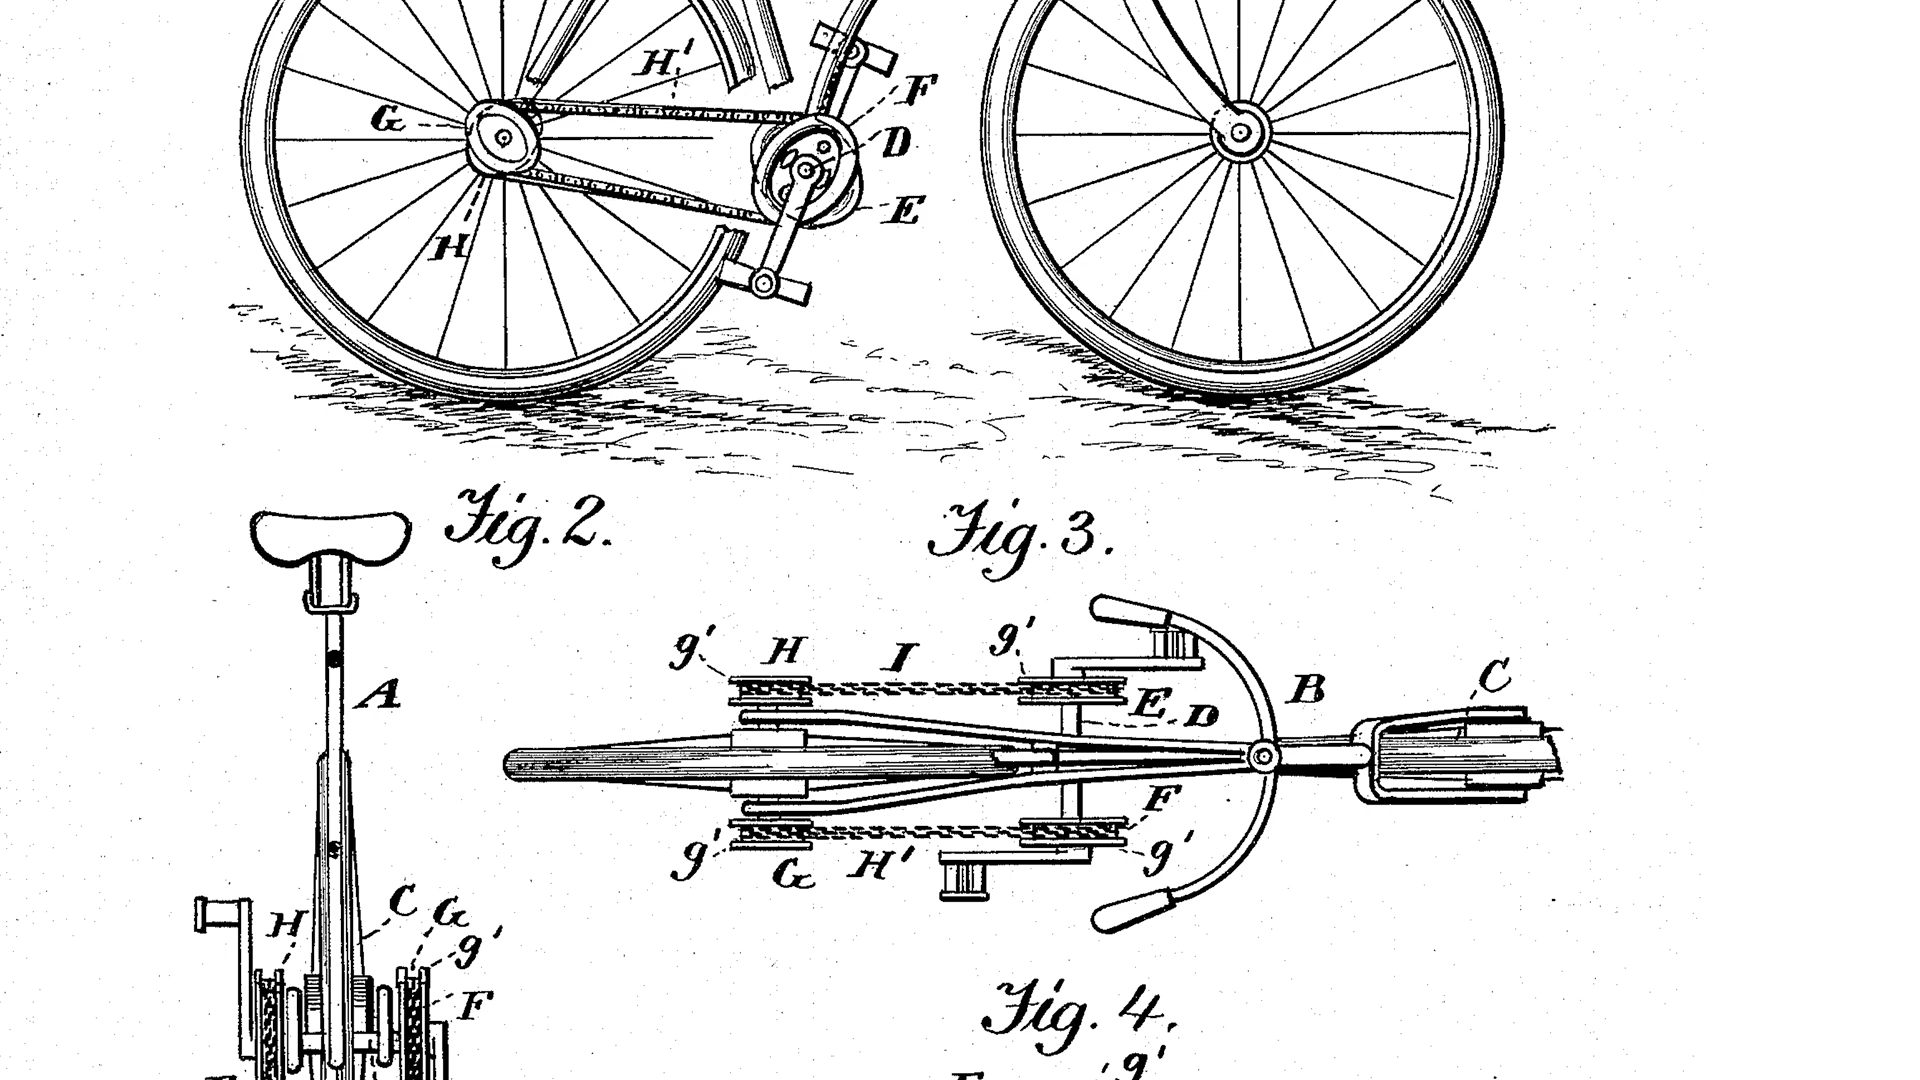 H'
G
F
D
E
H
Fig. 2.
Fig. 3.
g' H I g' C
A
E D B
F
g' G H' g'
C G
H g'
F
Fig. 4.
g'